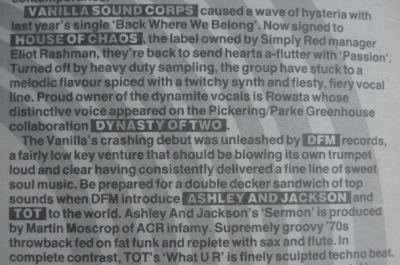 VANILLA SOUND CORPS caused a wave of hysteria with
last year's single 'Back Where We Belong'. Now signed to
HOUSE OF CHAOS, the label owned by Simply Red manager
Eliot Rashman, they're back to send hearts a-flutter with 'Passion'.
Turned off by heavy duty sampling, the group have stuck to a
melodic flavour spiced with a twitchy synth and fiesty, fiery vocal
line. Proud owner of the dynamite vocals is Rowata whose
distinctive voice appeared on the Pickering/Parke Greenhouse
collaboration DYNASTY OF TWO.
The Vanilla's crashing debut was unleashed by DFM records,
a fairly low key venture that should be blowing its own trumpet
loud and clear having consistently delivered a fine line of sweet
soul music. Be prepared for a double decker sandwich of top
sounds when DFM introduce ASHLEY AND JACKSON and
TOT to the world. Ashley And Jackson's 'Sermon' is produced
by Martin Moscrop of ACR infamy. Supremely groovy '70s
throwback fed on fat funk and replete with sax and flute. In
complete contrast, TOT's 'What U R' is finely sculpted techno beat.